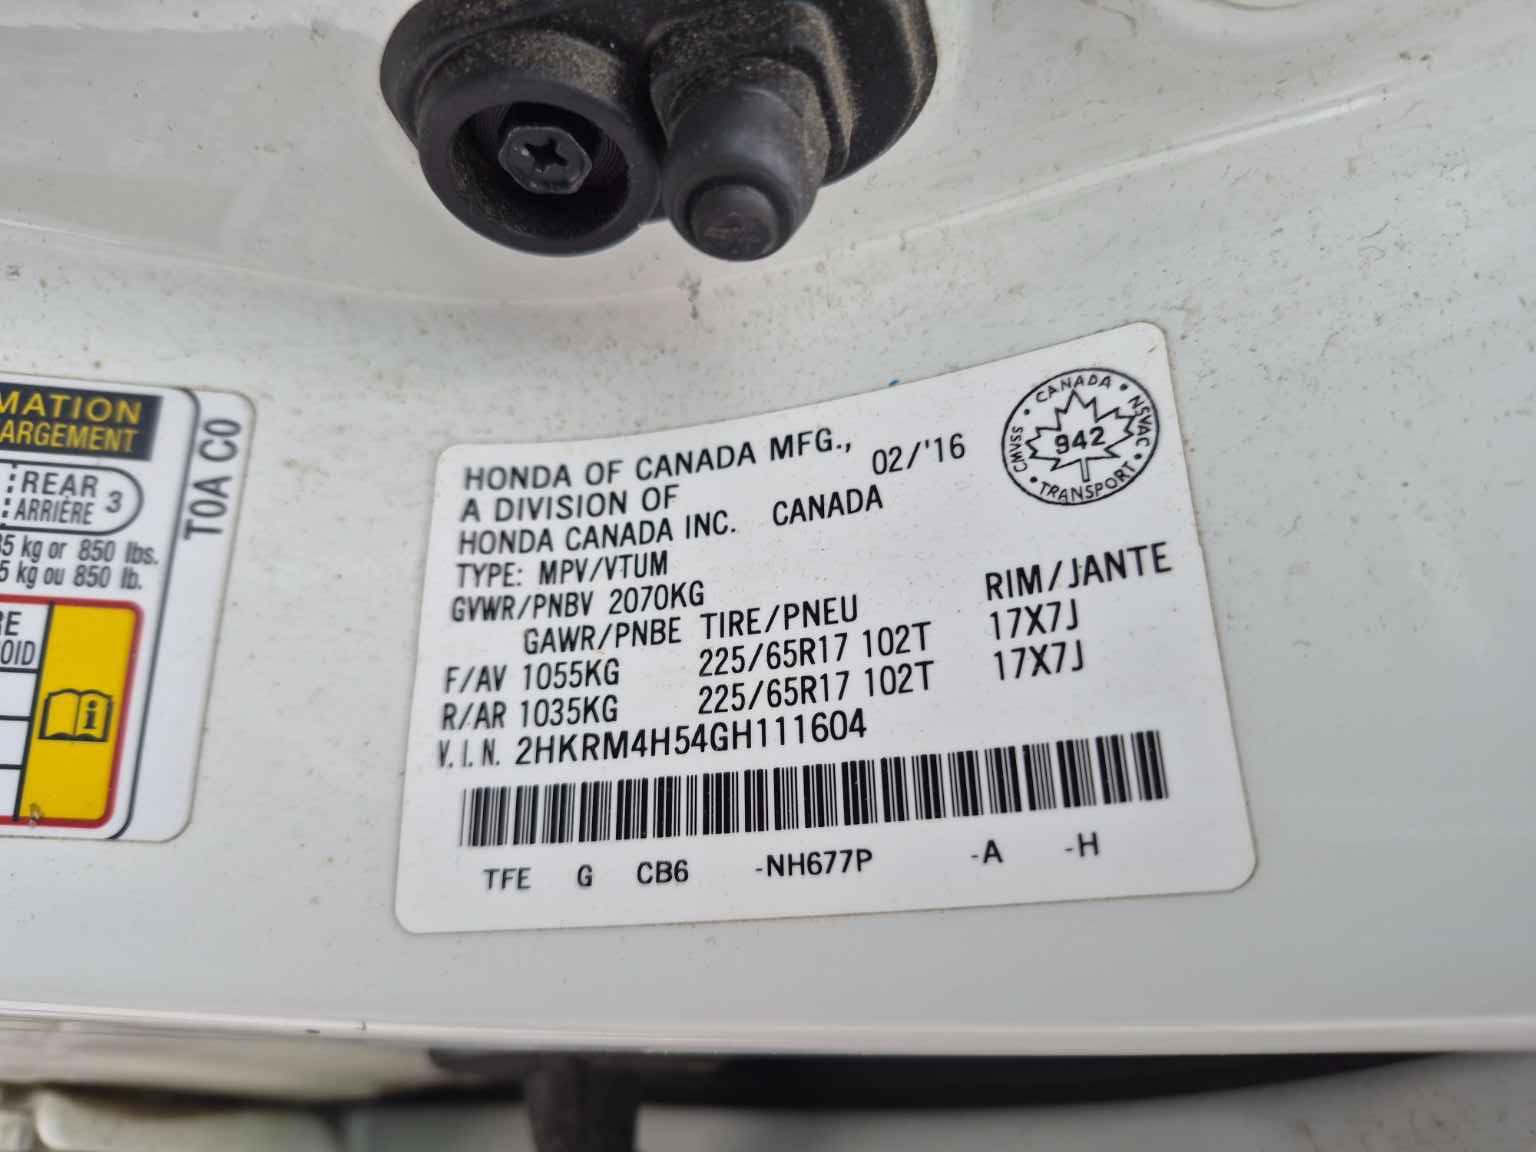 MATION
ARGEMENT
REAR 3
ARRIÈRE
5 kg or 850 lbs.
5 kg ou 850 lb.
RE
OID
T0A C0
HONDA OF CANADA MFG., 02/'16
A DIVISION OF
HONDA CANADA INC. CANADA
TYPE: MPV/VTUM
GVWR/PNBV 2070KG
GAWR/PNBE TIRE/PNEU RIM/JANTE
F/AV 1055KG 225/65R17 102T 17X7J
R/AR 1035KG 225/65R17 102T 17X7J
V.I.N. 2HKRM4H54GH111604
TFE G CB6 -NH677P -A -H
CANADA
CMVSS 942 NSVAC
TRANSPORT